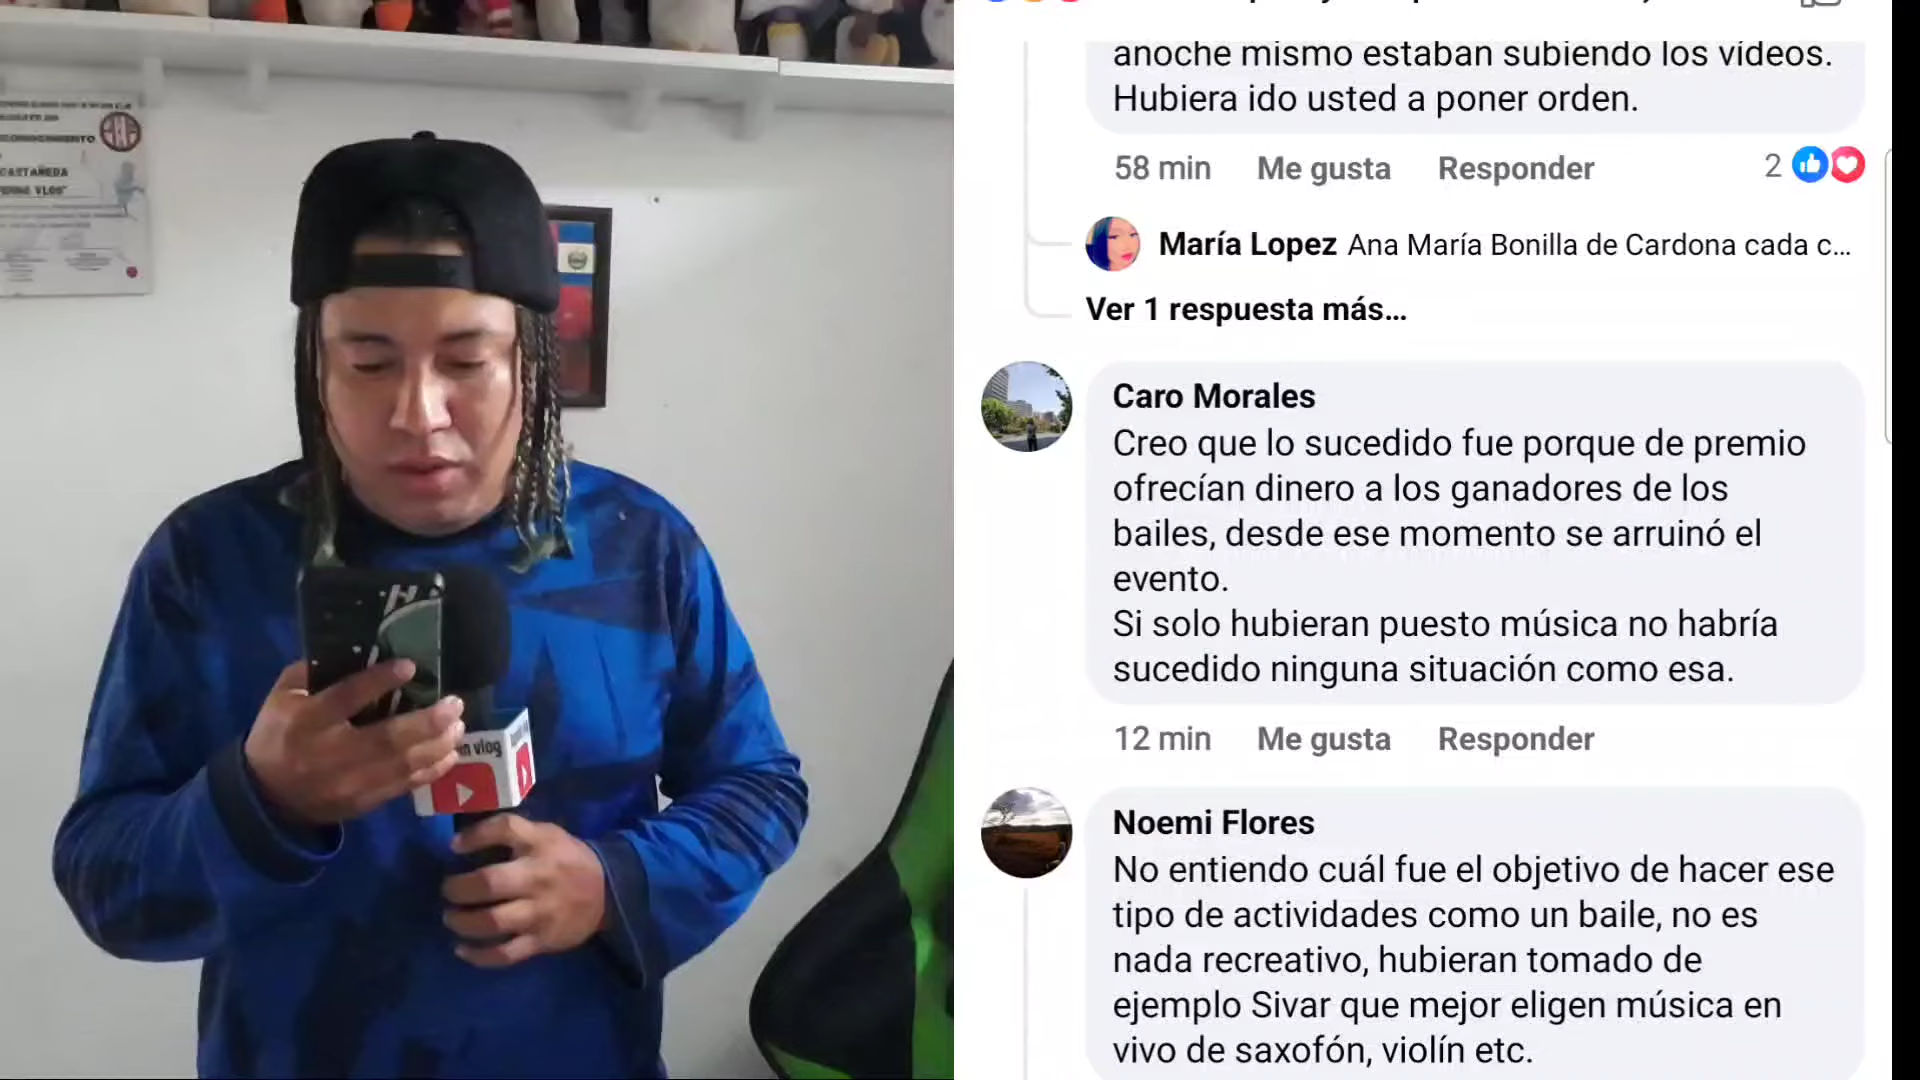 CASTAÑEDA
VLOG"
n vlog
anoche mismo estaban subiendo los vídeos.
Hubiera ido usted a poner orden.
58 min Me gusta Responder 2
María Lopez Ana María Bonilla de Cardona cada c...
Ver 1 respuesta más...
Caro Morales
Creo que lo sucedido fue porque de premio
ofrecían dinero a los ganadores de los
bailes, desde ese momento se arruinó el
evento.
Si solo hubieran puesto música no habría
sucedido ninguna situación como esa.
12 min Me gusta Responder
Noemi Flores
No entiendo cuál fue el objetivo de hacer ese
tipo de actividades como un baile, no es
nada recreativo, hubieran tomado de
ejemplo Sivar que mejor eligen música en
vivo de saxofón, violín etc.